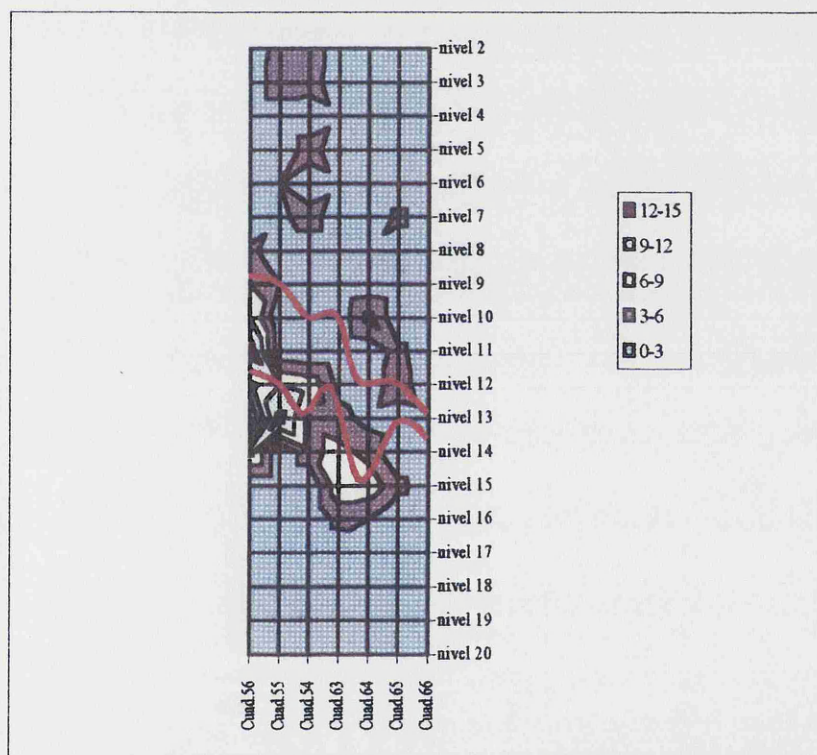 nivel 2
nivel 3
nivel 4
nivel 5
nivel 6
nivel 7
nivel 8
nivel 9
nivel 10
nivel 11
nivel 12
nivel 13
nivel 14
nivel 15
nivel 16
nivel 17
nivel 18
nivel 19
nivel 20
12-15
9-12
6-9
3-6
0-3
Cuad.56
Cuad.55
Cuad.54
Cuad.63
Cuad.64
Cuad.65
Cuad.66